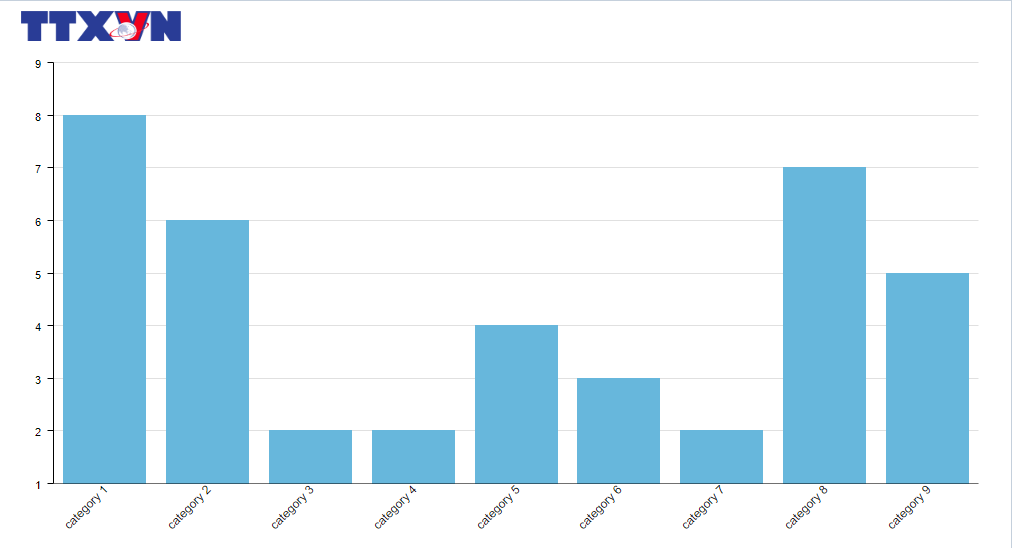 TTXVN
9
8
7
6
5
4
3
2
1
category 1
category 2
category 3
category 4
category 5
category 6
category 7
category 8
category 9